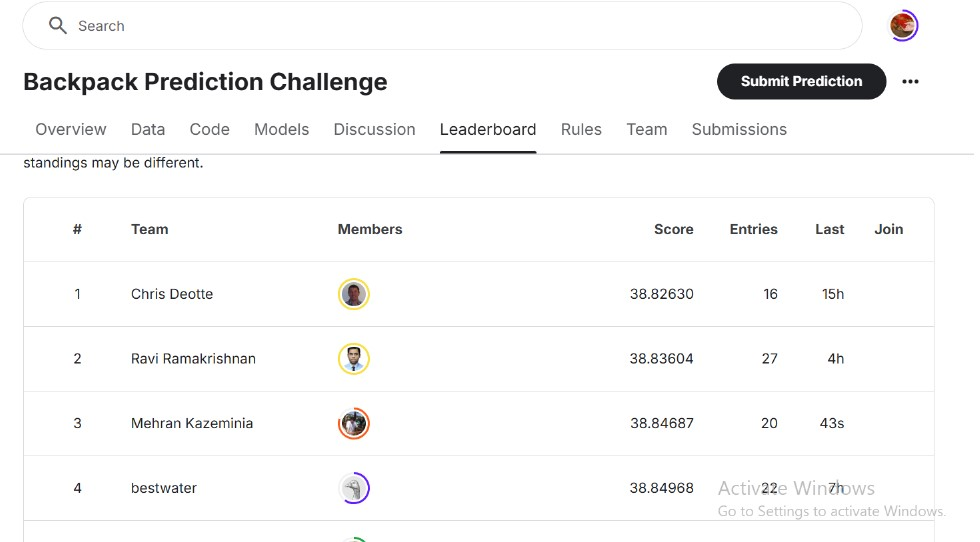 Search
Backpack Prediction Challenge
Submit Prediction
Overview Data Code Models Discussion Leaderboard Rules Team Submissions
standings may be different.
# Team Members Score Entries Last Join
1 Chris Deotte 38.82630 16 15h
2 Ravi Ramakrishnan 38.83604 27 4h
3 Mehran Kazeminia 38.84687 20 43s
4 bestwater 38.84968 22 7h
Activate Windows
Go to Settings to activate Windows.